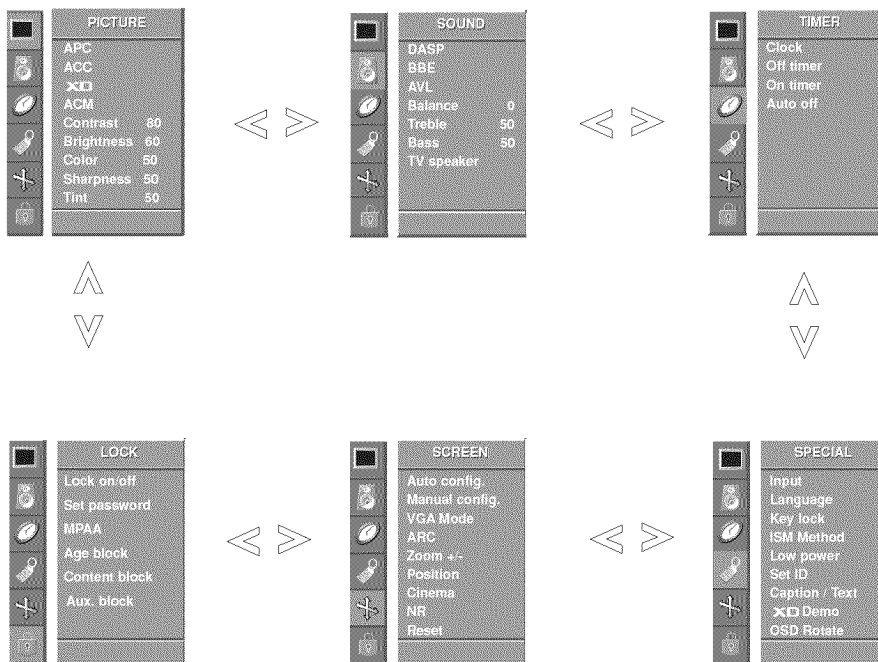 PICTURE
APC
ACC
XD
ACM
Contrast 80
Brightness 60
Color 50
Sharpness 50
Tint 50
SOUND
DASP
BBE
AVL
Balance 0
Treble 50
Bass 50
TV speaker
TIMER
Clock
Off timer
On timer
Auto off
LOCK
Lock on/off
Set password
MPAA
Age block
Content block
Aux. block
SCREEN
Auto config.
Manual config.
VGA Mode
ARC
Zoom +/-
Position
Cinema
NR
Reset
SPECIAL
Input
Language
Key lock
ISM Method
Low power
Set ID
Caption / Text
XD Demo
OSD Rotate